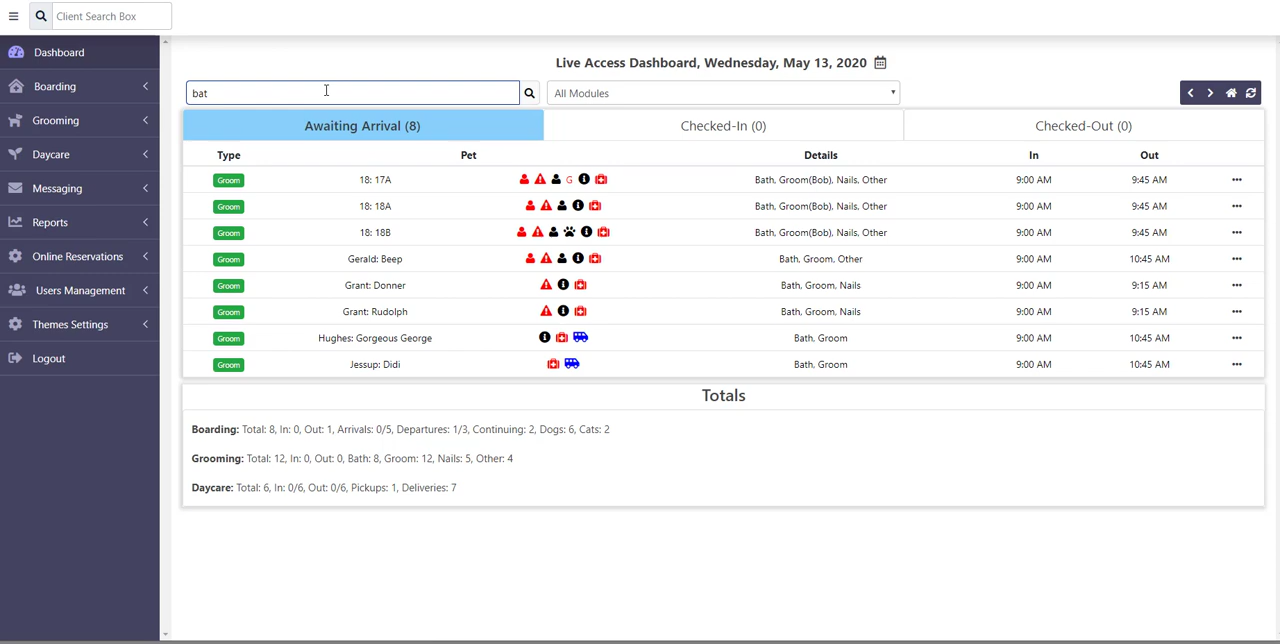 Client Search Box
Dashboard
Boarding
Grooming
Daycare
Messaging
Reports
Online Reservations
Users Management
Themes Settings
Logout
Live Access Dashboard, Wednesday, May 13, 2020
bat
All Modules
Awaiting Arrival (8) Checked-In (0) Checked-Out (0)
Type Pet Details In Out
Groom 18: 17A G Bath, Groom(Bob), Nails, Other 9:00 AM 9:45 AM
Groom 18: 18A Bath, Groom(Bob), Nails, Other 9:00 AM 9:45 AM
Groom 18: 18B Bath, Groom(Bob), Nails, Other 9:00 AM 9:45 AM
Groom Gerald: Beep Bath, Groom, Other 9:00 AM 10:45 AM
Groom Grant: Donner Bath, Groom, Nails 9:00 AM 9:15 AM
Groom Grant: Rudolph Bath, Groom, Nails 9:00 AM 9:15 AM
Groom Hughes: Gorgeous George Bath, Groom 9:00 AM 10:45 AM
Groom Jessup: Didi Bath, Groom 9:00 AM 10:45 AM
Totals
Boarding: Total: 8, In: 0, Out: 1, Arrivals: 0/5, Departures: 1/3, Continuing: 2, Dogs: 6, Cats: 2
Grooming: Total: 12, In: 0, Out: 0, Bath: 8, Groom: 12, Nails: 5, Other: 4
Daycare: Total: 6, In: 0/6, Out: 0/6, Pickups: 1, Deliveries: 7